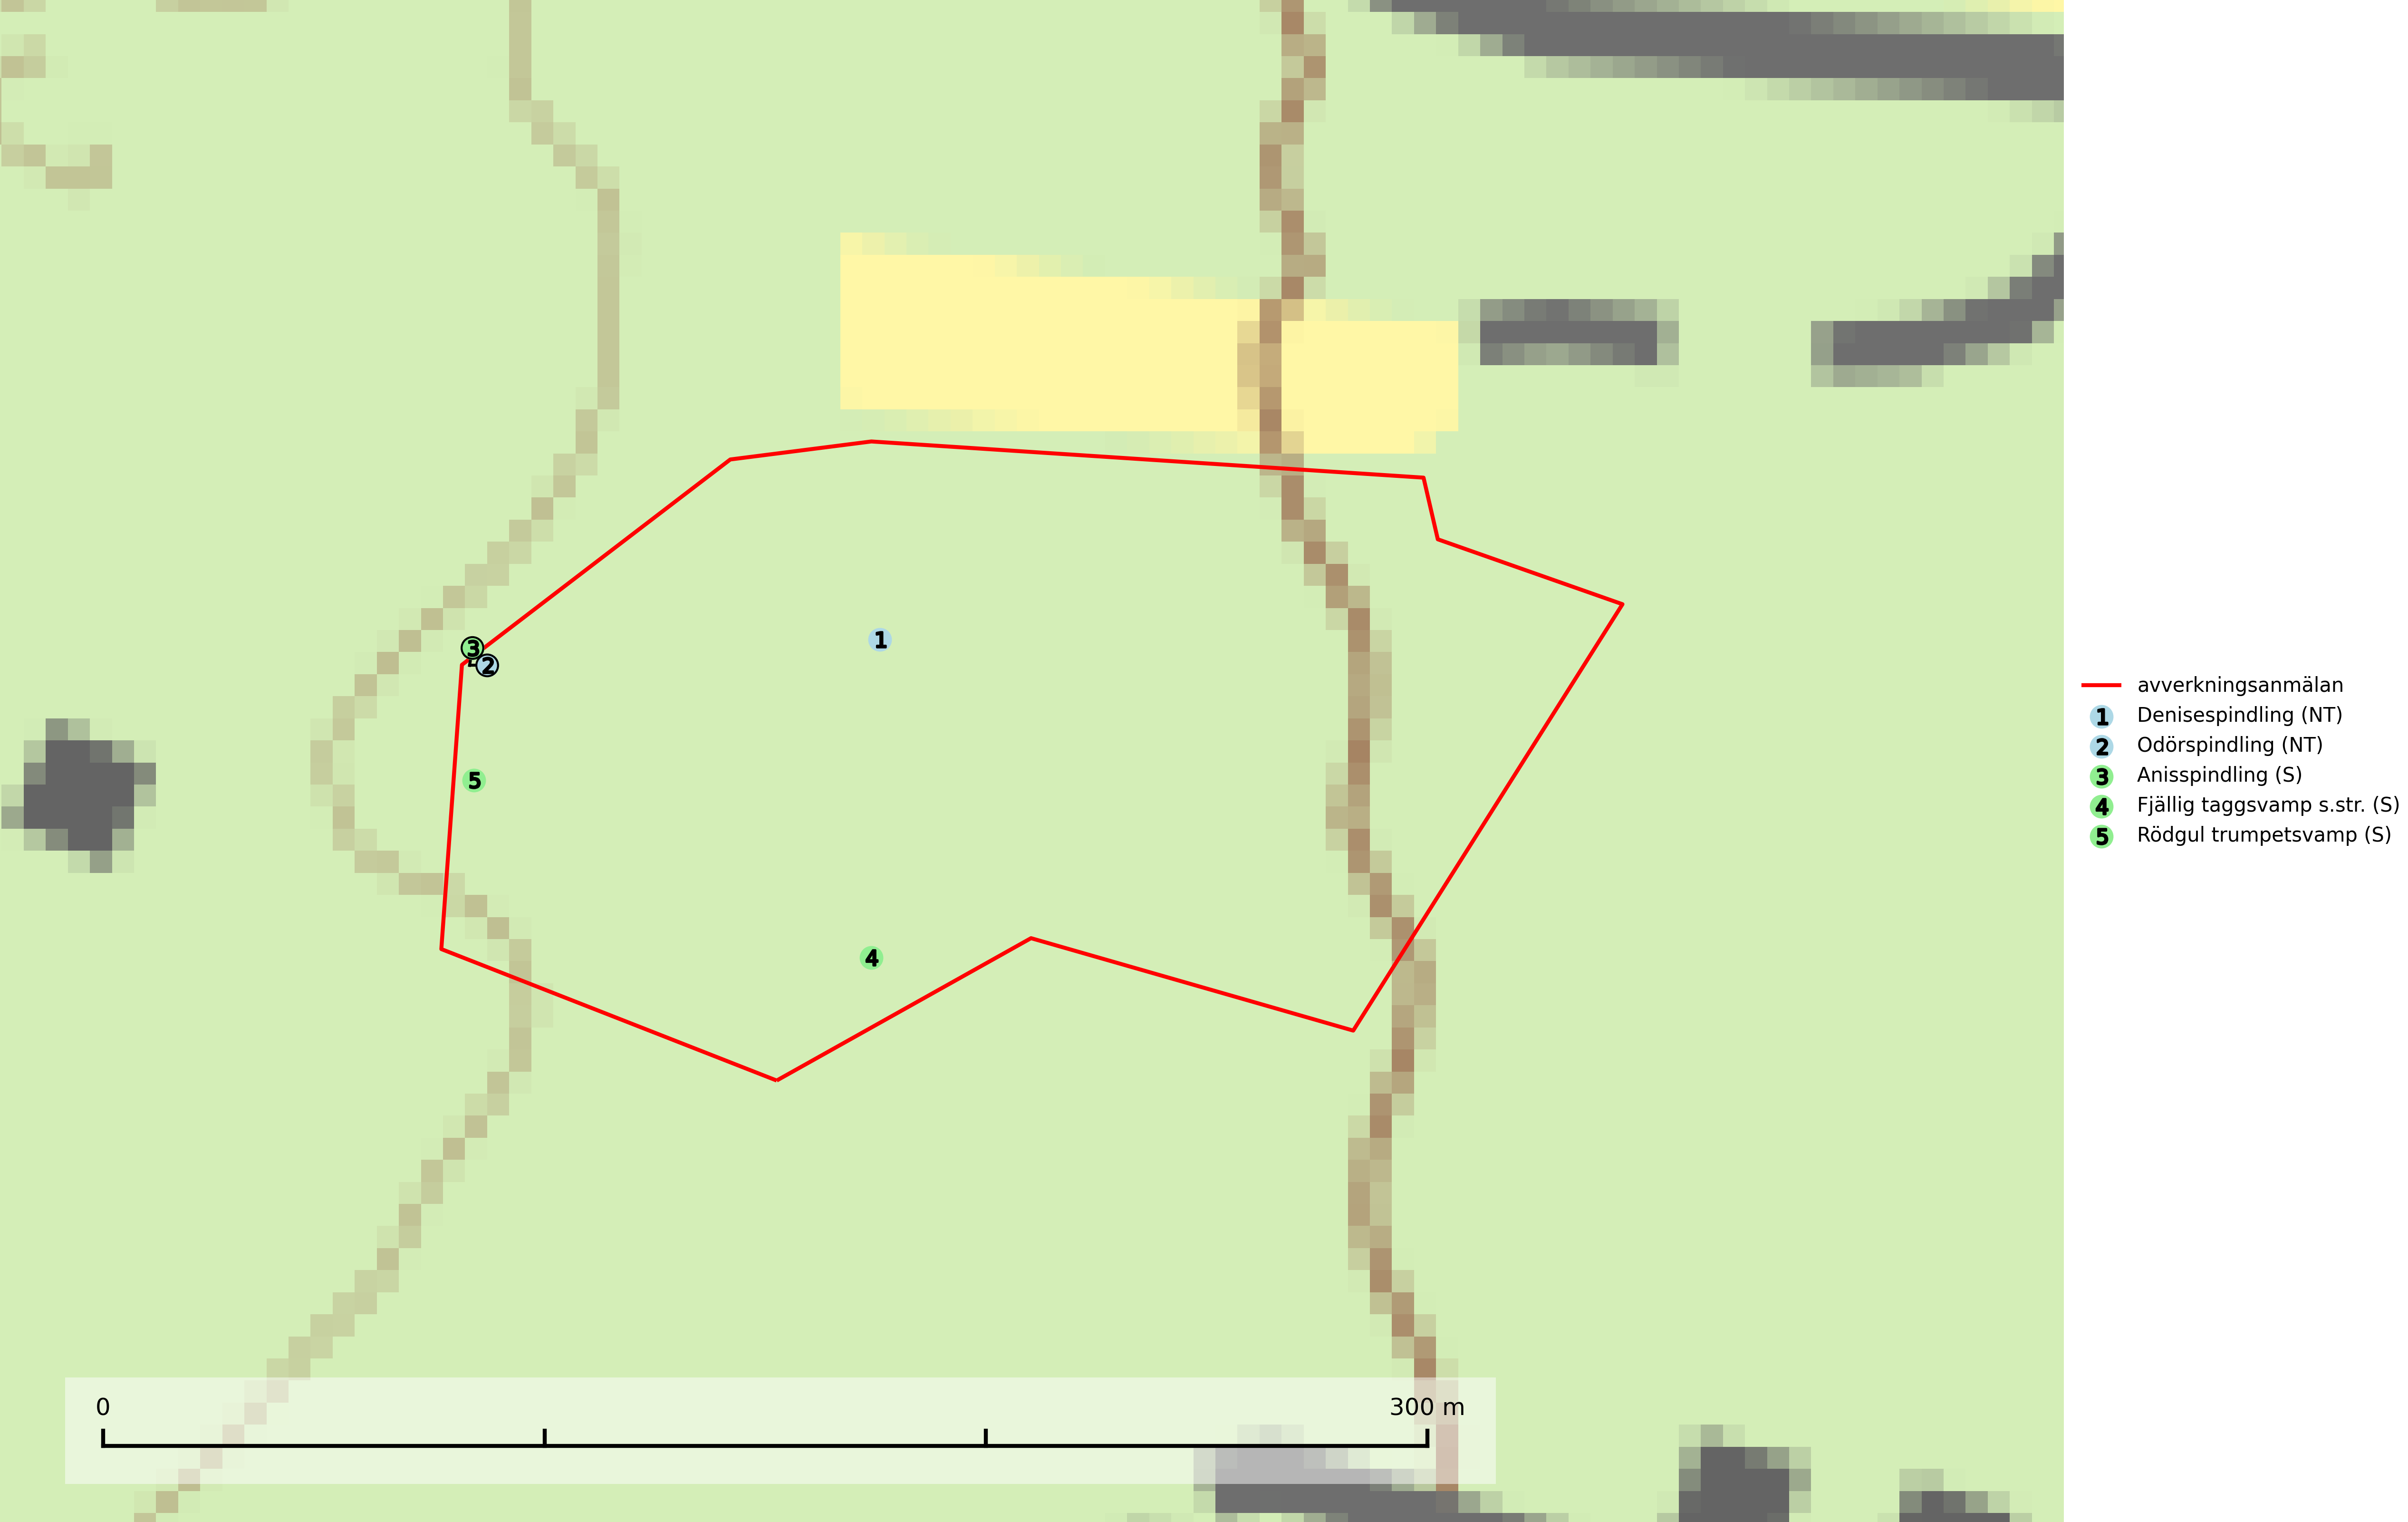 3
2
1
5
4
avverkningsanmälan
1 Denisespindling (NT)
2 Odörspindling (NT)
3 Anisspindling (S)
4 Fjällig taggsvamp s.str. (S)
5 Rödgul trumpetsvamp (S)
0 300 m